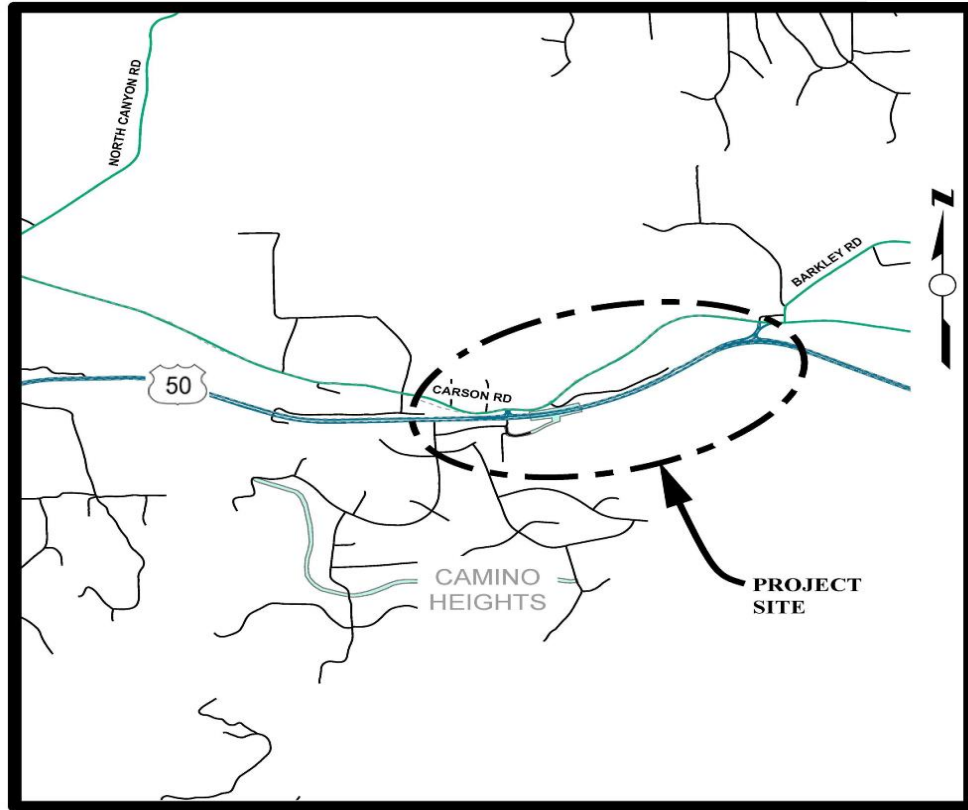 NORTH CANYON RD
BARKLEY RD
N
50
CARSON RD
CAMINO
HEIGHTS
PROJECT
SITE